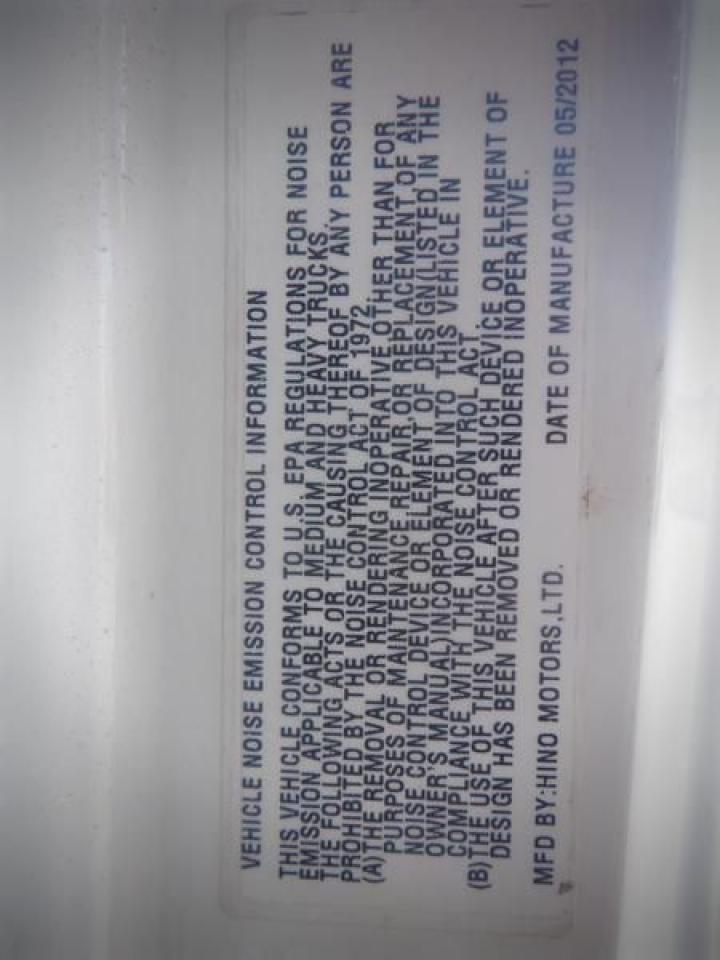 VEHICLE NOISE EMISSION CONTROL INFORMATION
THIS VEHICLE CONFORMS TO U.S. EPA REGULATIONS FOR NOISE
EMISSION APPLICABLE TO MEDIUM AND HEAVY TRUCKS.
THE FOLLOWING ACTS OR THE CAUSING THEREOF BY ANY PERSON ARE
PROHIBITED BY THE NOISE CONTROL ACT OF 1972.
(A)THE REMOVAL OR RENDERING INOPERATIVE, OTHER THAN FOR
PURPOSES OF MAINTENANCE,REPAIR,OR REPLACEMENT,OF ANY
NOISE CONTROL DEVICE OR ELEMENT OF DESIGN(LISTED IN THE
OWNER'S MANUAL)INCORPORATED INTO THIS VEHICLE IN
COMPLIANCE WITH THE NOISE CONTROL ACT.
(B)THE USE OF THIS VEHICLE AFTER SUCH DEVICE OR ELEMENT OF
DESIGN HAS BEEN REMOVED OR RENDERED INOPERATIVE.
MFD BY:HINO MOTORS,LTD. DATE OF MANUFACTURE 05/2012